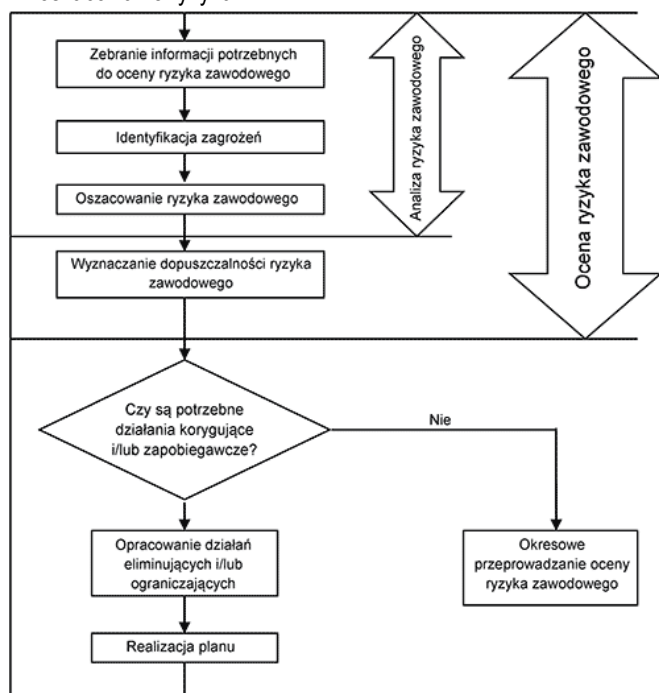 Zebranie informacji potrzebnych
do oceny ryzyka zawodowego
Identyfikacja zagrożeń
Oszacowanie ryzyka zawodowego
Analiza ryzyka zawodowego
Ocena ryzyka zawodowego
Wyznaczanie dopuszczalności ryzyka
zawodowego
Czy są potrzebne
działania korygujące
i/lub zapobiegawcze?
Nie
Opracowanie działań
eliminujących i/lub
ograniczających
Okresowe
przeprowadzanie oceny
ryzyka zawodowego
Realizacja planu